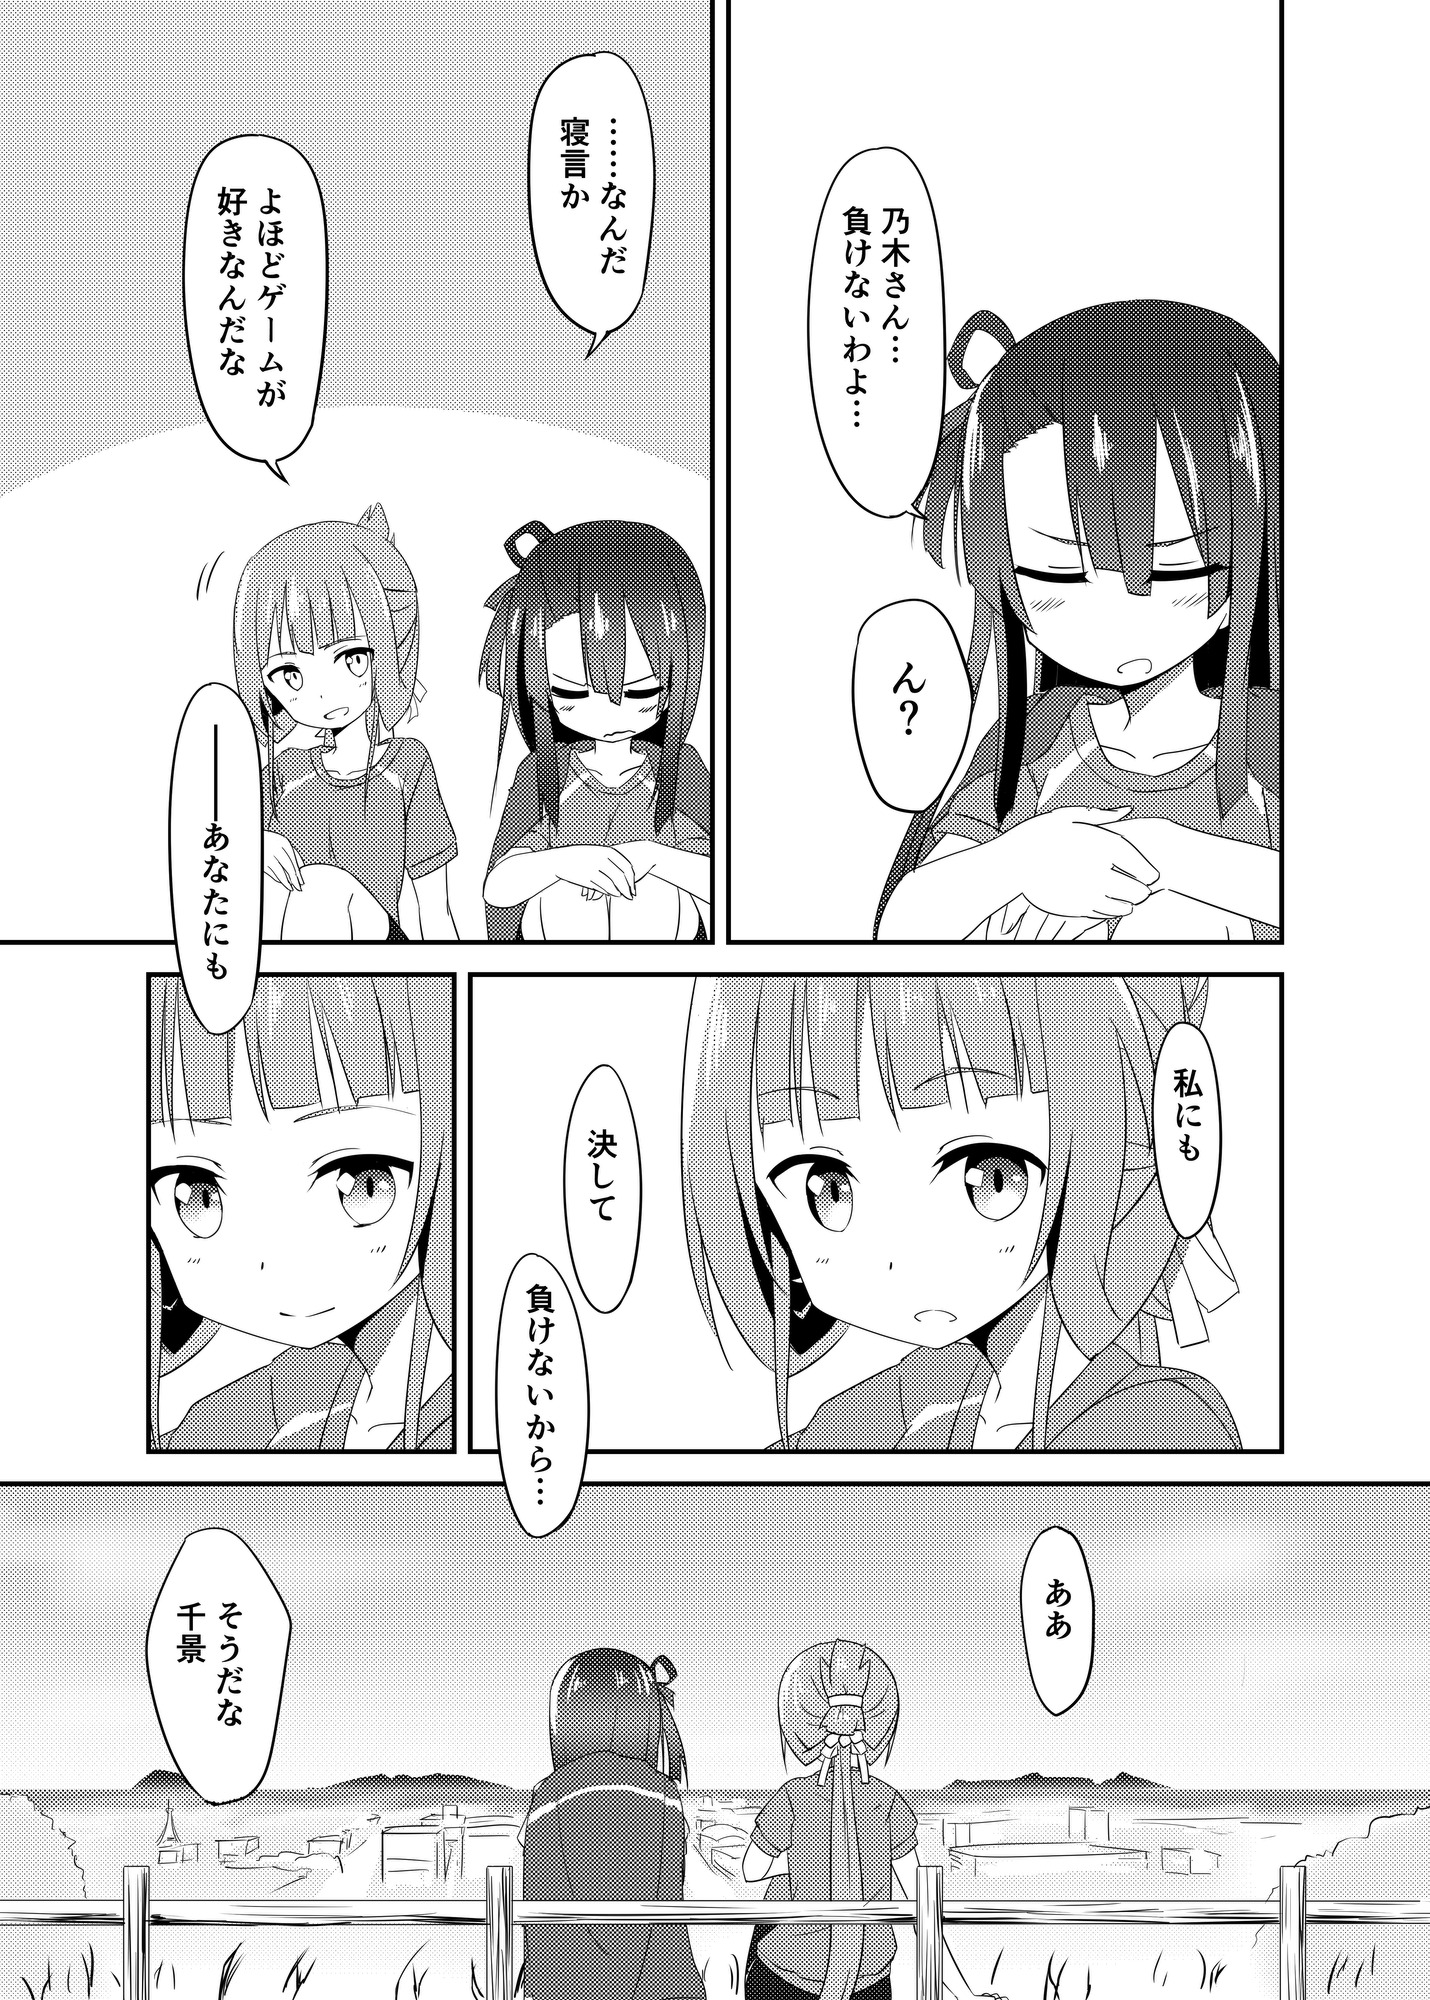 乃木さん…
負けないわよ…
ん？
……なんだ
寝言か
よほどゲームが
好きなんだな
――あなたにも
私にも
決して
負けないから…
ああ
そうだな
千景